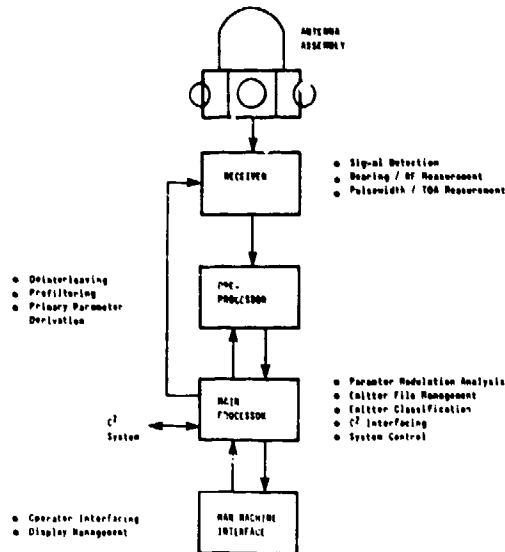 ANTENNA
ASSEMBLY
RECEIVER
Signal Detection
Bearing / RF Measurement
Pulsewidth / TOA Measurement
Deinterleaving
Prefiltering
Primary Parameter
Derivation
PRE-
PROCESSOR
MAIN
PROCESSOR
Parameter Modulation Analysis
Emitter File Management
Emitter Classification
C² Interfacing
System Control
C²
System
Operator Interfacing
Display Management
MAN MACHINE
INTERFACE